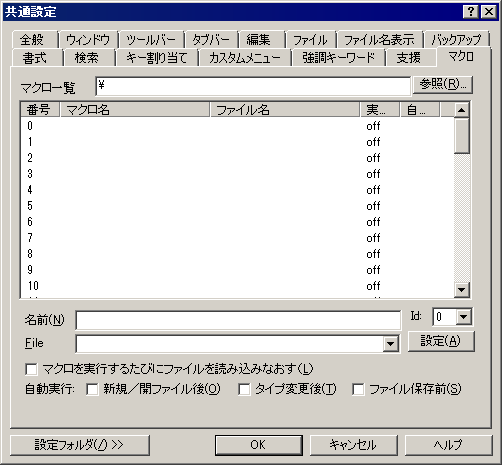 共通設定
全般 ウィンドウ ツールバー タブバー 編集 ファイル ファイル名表示 バックアップ
書式 検索 キー割り当て カスタムメニュー 強調キーワード 支援 マクロ
マクロ一覧 ¥ 参照(R)...
番号 マクロ名 ファイル名 実... 自...
0 off
1 off
2 off
3 off
4 off
5 off
6 off
7 off
8 off
9 off
10 off
名前(N) Id: 0
File 設定(A)
マクロを実行するたびにファイルを読み込みなおす(L)
自動実行: 新規／開ファイル後(O) タイプ変更後(T) ファイル保存前(S)
設定フォルダ(/) >> OK キャンセル ヘルプ